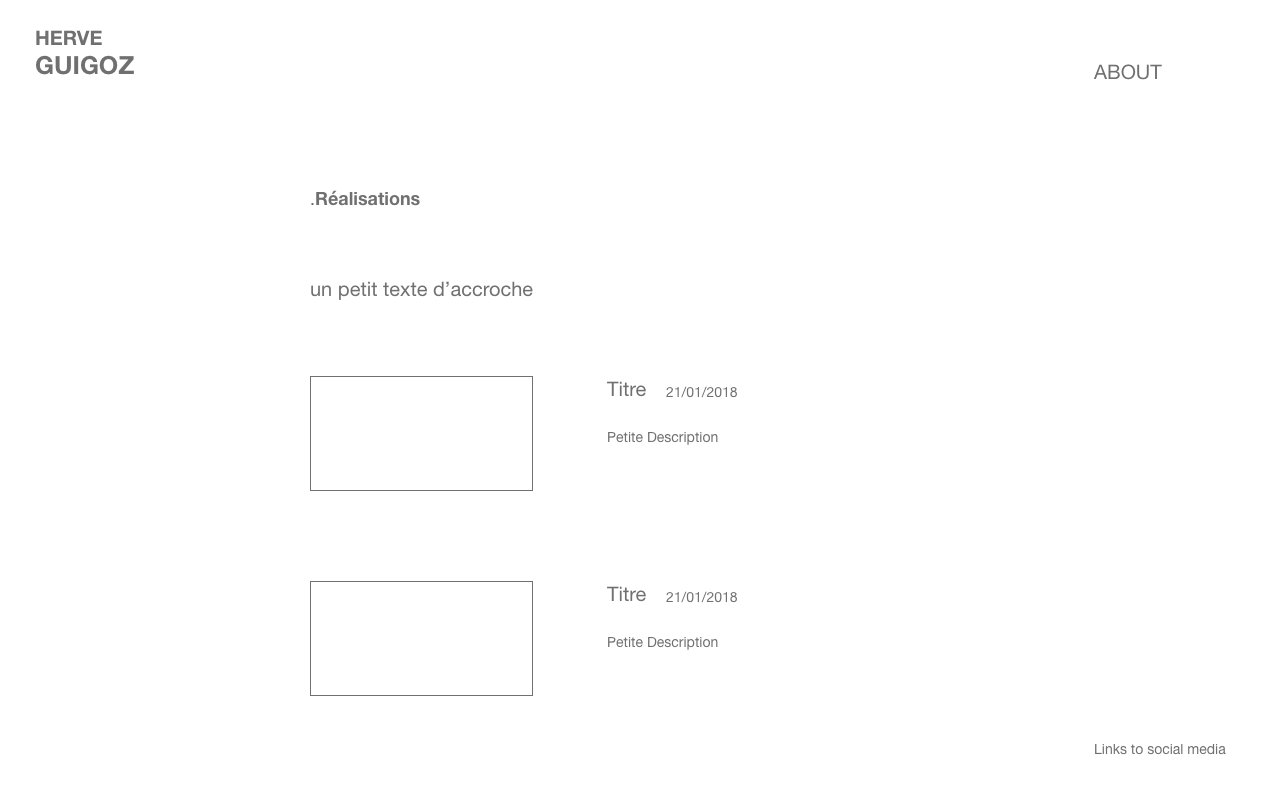 HERVE
GUIGOZ
ABOUT
.Réalisations
un petit texte d’accroche
Titre 21/01/2018
Petite Description
Titre 21/01/2018
Petite Description
Links to social media